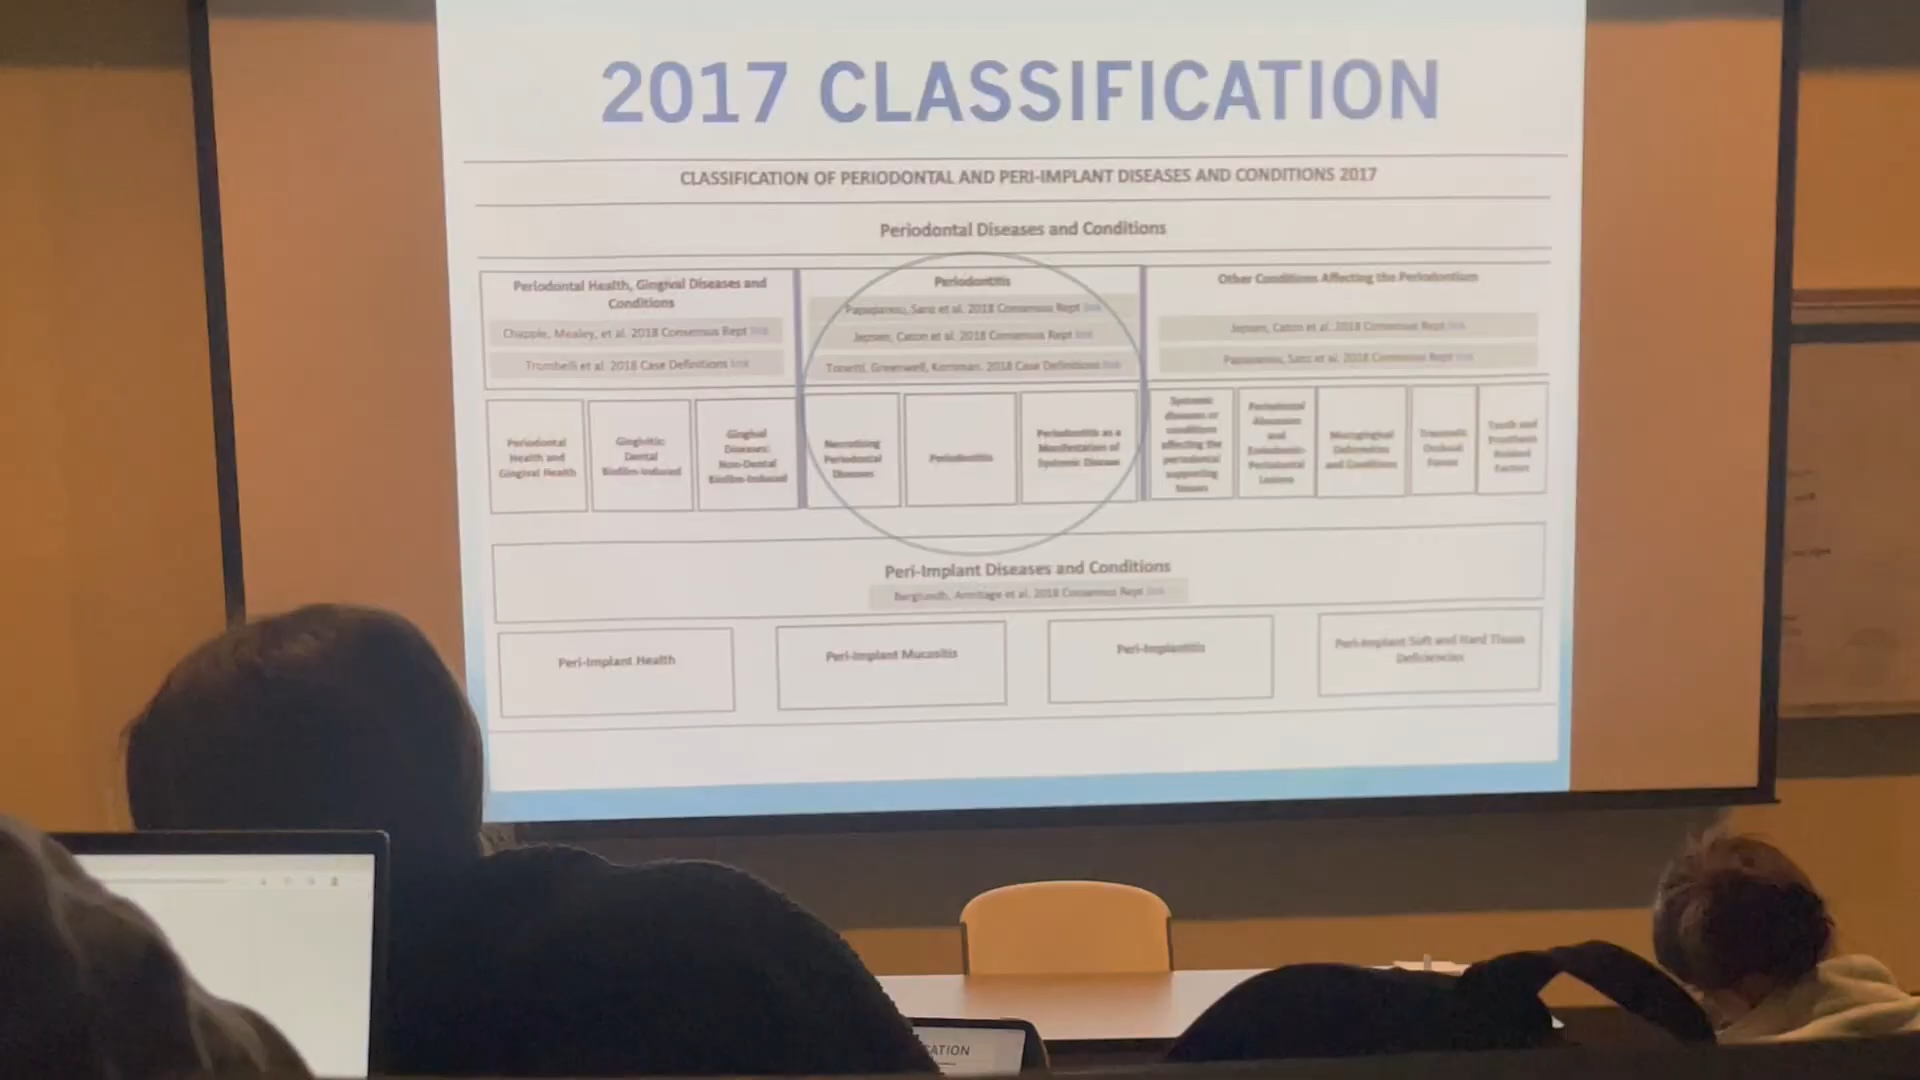 2017 CLASSIFICATION
CLASSIFICATION OF PERIODONTAL AND PERI-IMPLANT DISEASES AND CONDITIONS 2017
Periodontal Diseases and Conditions
Periodontal Health, Gingival Diseases and
Conditions
Chapple, Mealey, et al. 2018 Consensus Rept link
Trombelli et al. 2018 Case Definitions link
Periodontitis
Papapanou, Sanz et al. 2018 Consensus Rept link
Jepsen, Caton et al. 2018 Consensus Rept link
Tonetti, Greenwell, Kornman. 2018 Case Definitions link
Other Conditions Affecting the Periodontium
Jepsen, Caton et al. 2018 Consensus Rept link
Papapanou, Sanz et al. 2018 Consensus Rept link
Periodontal
Health and
Gingival Health
Gingivitis:
Dental
Biofilm-Induced
Gingival
Diseases:
Non-Dental
Biofilm-Induced
Necrotizing
Periodontal
Diseases
Periodontitis
Periodontitis as a
Manifestation of
Systemic Disease
Systemic
diseases or
conditions
affecting the
periodontal
supporting
tissues
Periodontal
Abscesses
and
Endodontic-
Periodontal
Lesions
Mucogingival
Deformities
and Conditions
Traumatic
Occlusal
Forces
Tooth and
Prosthesis
Related
Factors
Peri-Implant Diseases and Conditions
Berglundh, Armitage et al. 2018 Consensus Rept link
Peri-Implant Health
Peri-Implant Mucositis
Peri-Implantitis
Peri-Implant Soft and Hard Tissue
Deficiencies
CATION